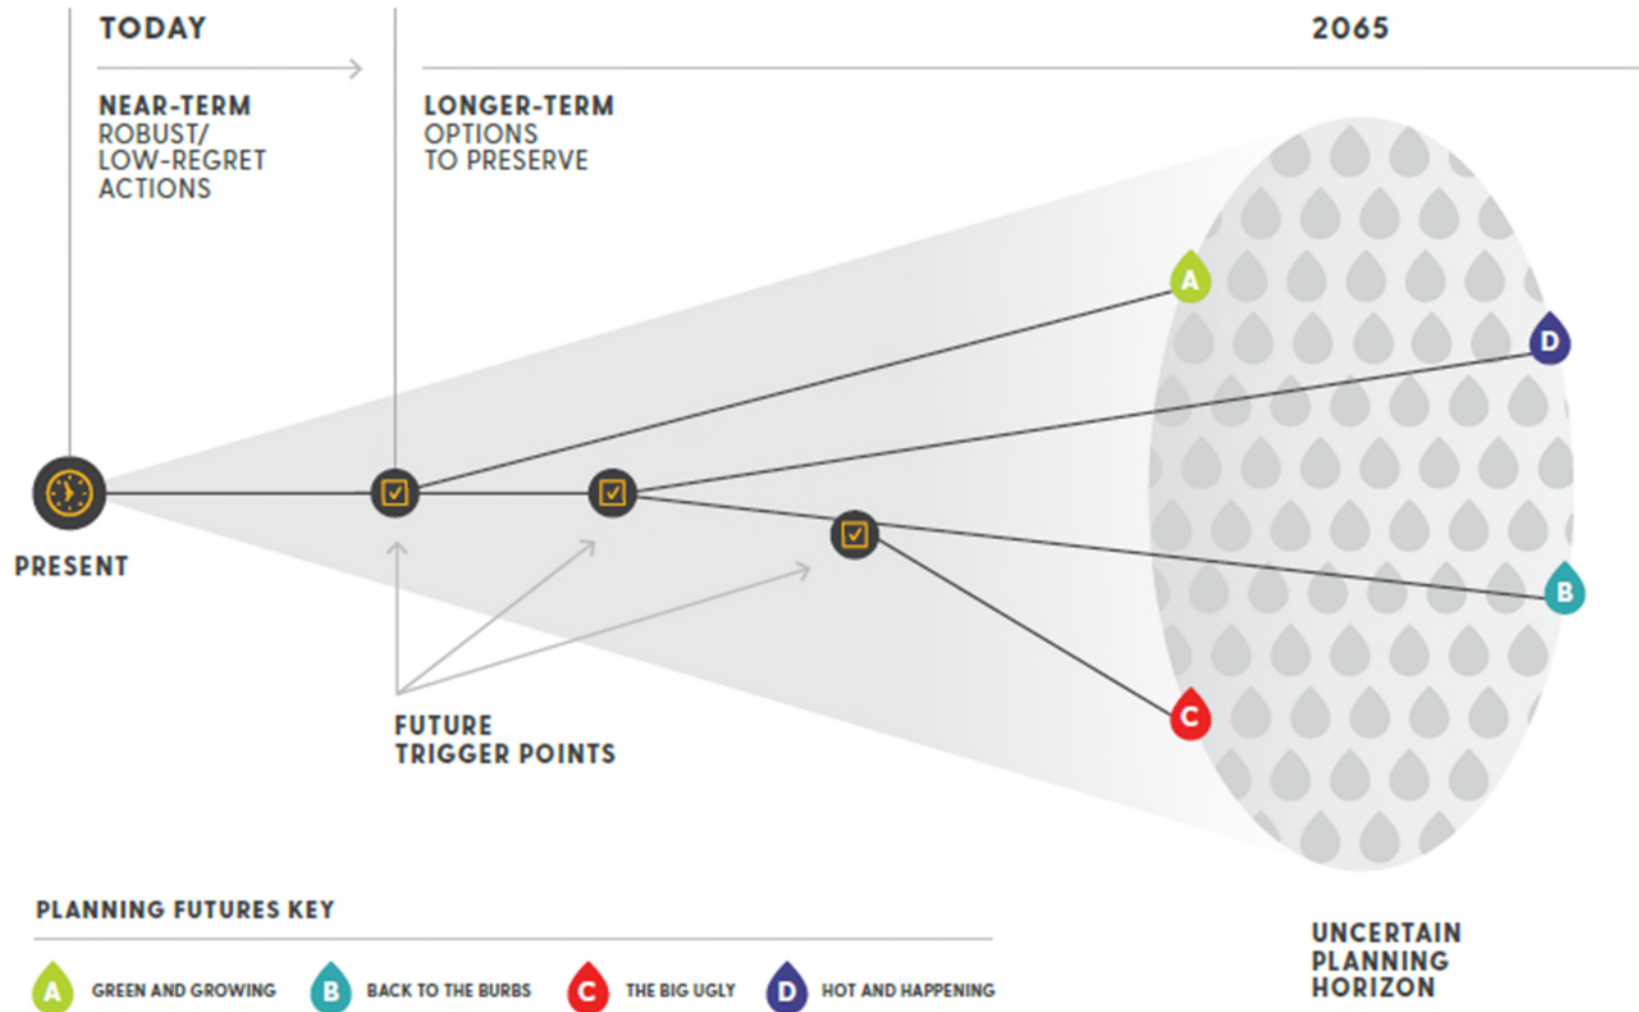 TODAY
2065
NEAR-TERM
ROBUST/
LOW-REGRET
ACTIONS
LONGER-TERM
OPTIONS
TO PRESERVE
A
D
PRESENT
B
C
FUTURE
TRIGGER POINTS
PLANNING FUTURES KEY
A GREEN AND GROWING B BACK TO THE BURBS C THE BIG UGLY D HOT AND HAPPENING
UNCERTAIN
PLANNING
HORIZON